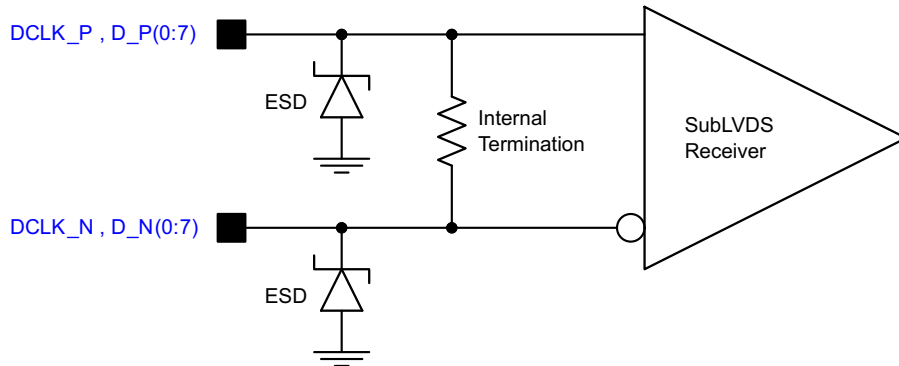 DCLK_P , D_P(0:7)
ESD
Internal
Termination
SubLVDS
Receiver
DCLK_N , D_N(0:7)
ESD